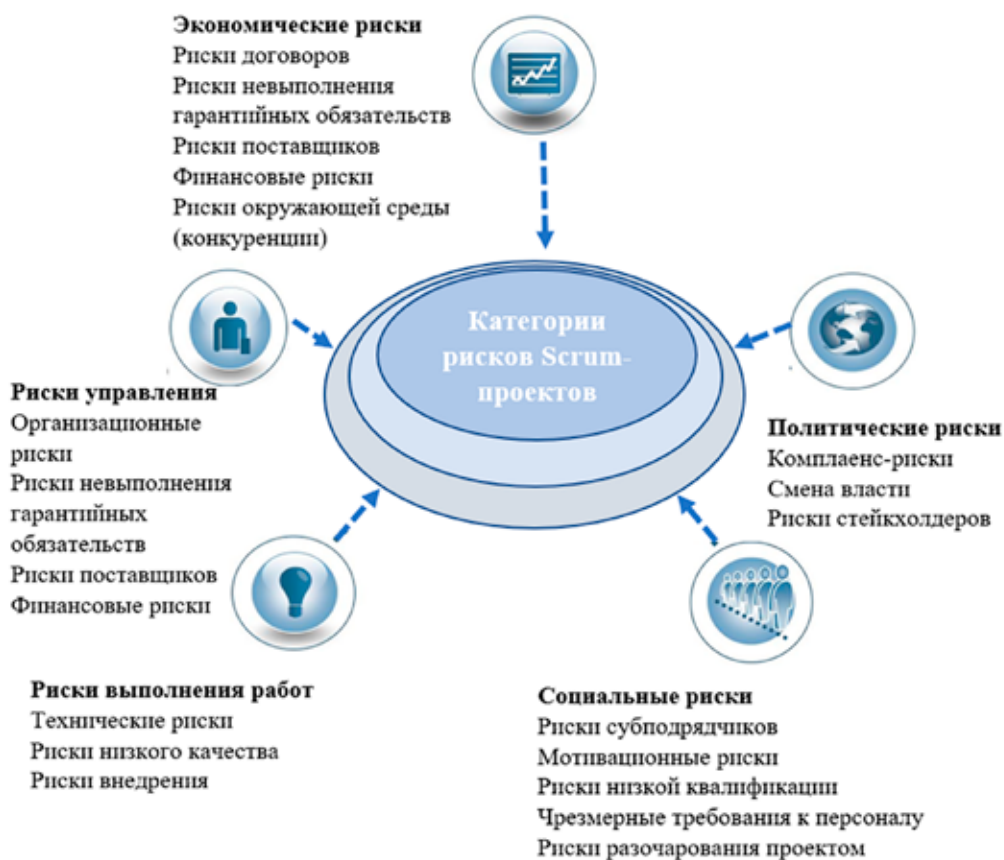 Экономические риски
Риски договоров
Риски невыполнения
гарантийных обязательств
Риски поставщиков
Финансовые риски
Риски окружающей среды
(конкуренции)
Категории
рисков Scrum-
проектов
Риски управления
Организационные
риски
Риски невыполнения
гарантийных
обязательств
Риски поставщиков
Финансовые риски
Политические риски
Комплаенс-риски
Смена власти
Риски стейкхолдеров
Риски выполнения работ
Технические риски
Риски низкого качества
Риски внедрения
Социальные риски
Риски субподрядчиков
Мотивационные риски
Риски низкой квалификации
Чрезмерные требования к персоналу
Риски разочарования проектом